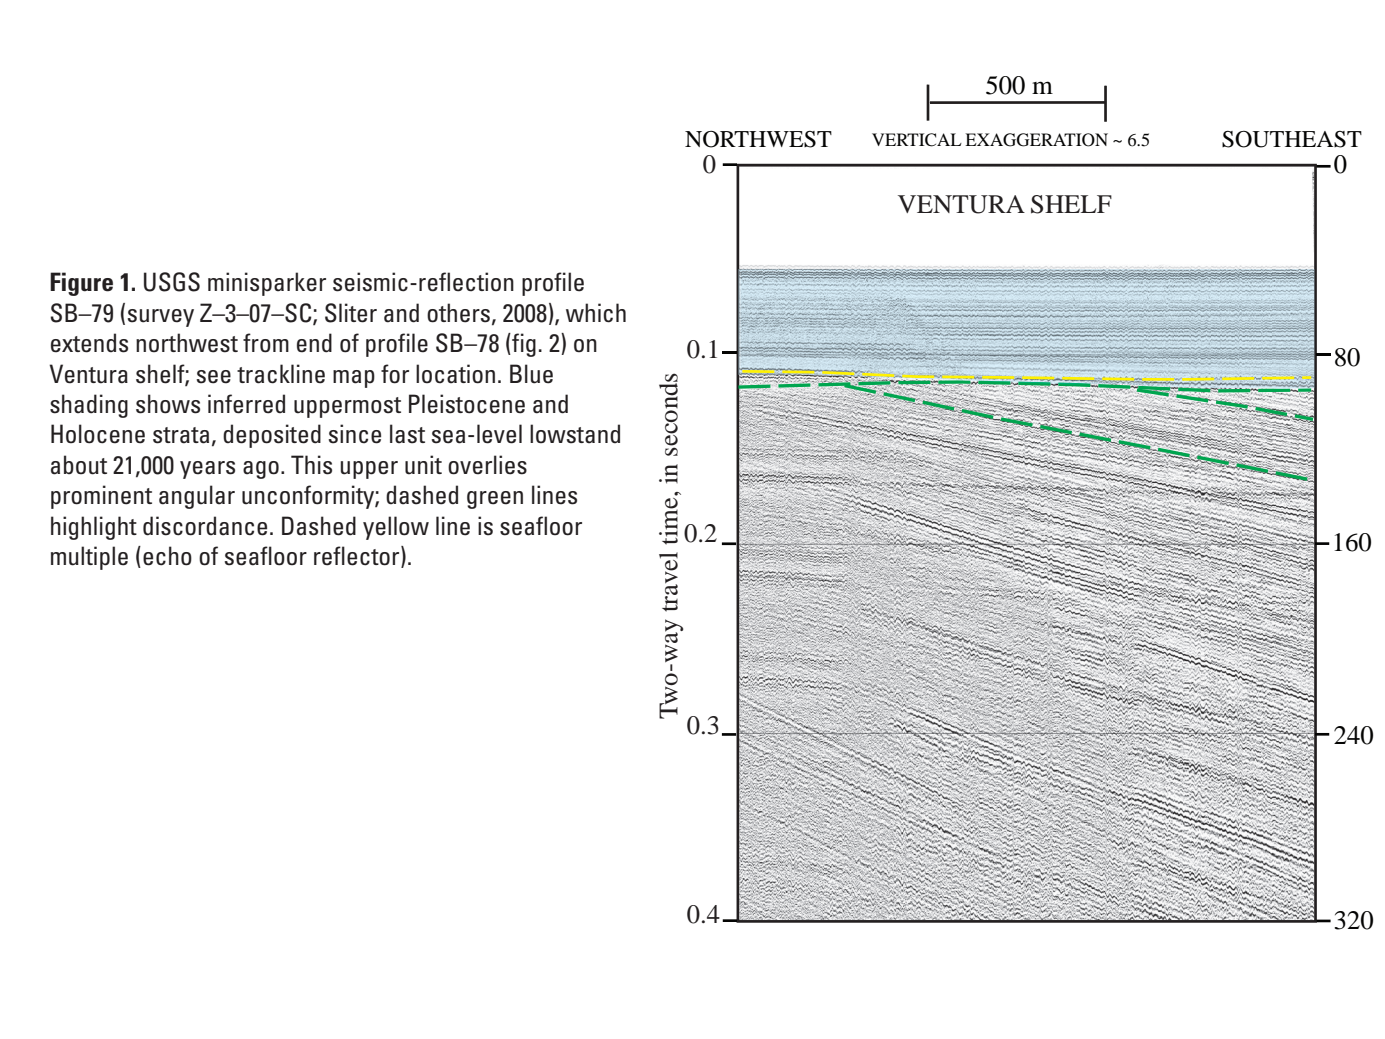 500 m
NORTHWEST
VERTICAL EXAGGERATION ~ 6.5
SOUTHEAST
0
0
VENTURA SHELF
Figure 1. USGS minisparker seismic-reflection profile
SB–79 (survey Z–3–07–SC; Sliter and others, 2008), which
extends northwest from end of profile SB–78 (fig. 2) on
Ventura shelf; see trackline map for location. Blue
shading shows inferred uppermost Pleistocene and
Holocene strata, deposited since last sea-level lowstand
about 21,000 years ago. This upper unit overlies
prominent angular unconformity; dashed green lines
highlight discordance. Dashed yellow line is seafloor
multiple (echo of seafloor reflector).
0.1
80
Two-way travel time, in seconds
0.2
160
0.3
240
0.4
320